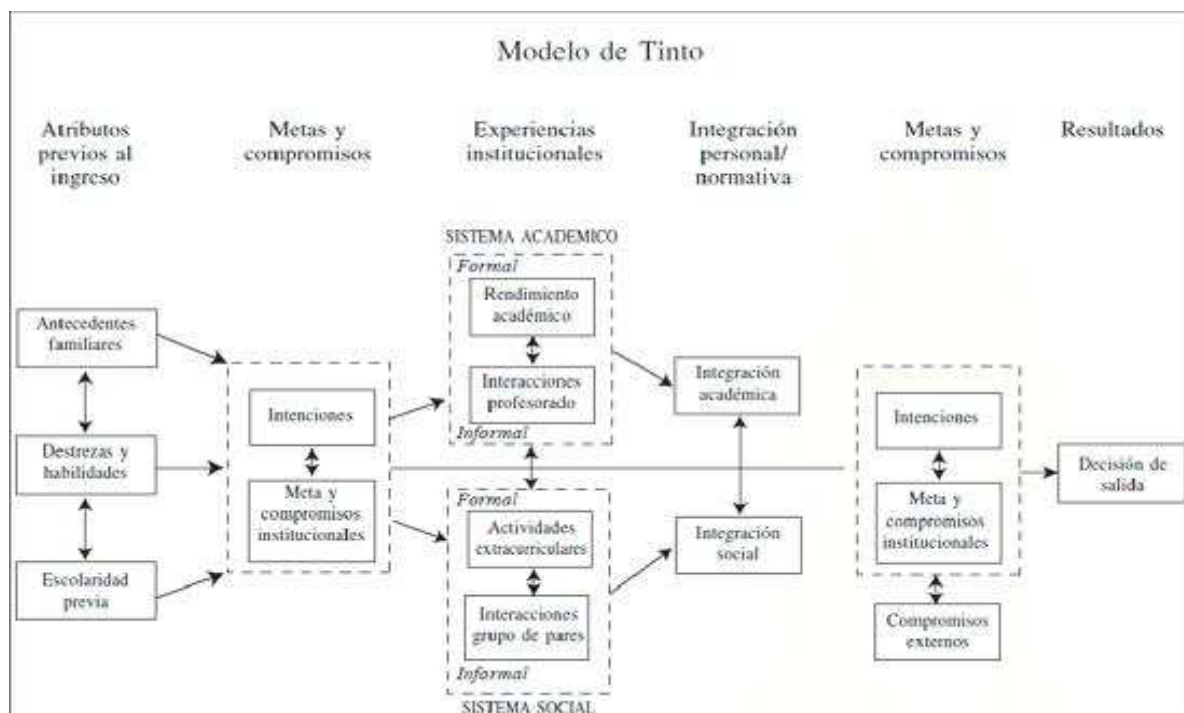 Modelo de Tinto
Atributos
previos al
ingreso
Metas y
compromisos
Experiencias
institucionales
Integración
personal/
normativa
Metas y
compromisos
Resultados
Antecedentes
familiares
Destrezas y
habilidades
Escolaridad
previa
Intenciones
Meta y
compromisos
institucionales
SISTEMA ACADEMICO
Formal
Rendimiento
académico
Interacciones
profesorado
Informal
Formal
Actividades
extracurriculares
Interacciones
grupo de pares
Informal
SISTEMA SOCIAL
Integración
académica
Integración
social
Intenciones
Meta y
compromisos
institucionales
Compromisos
externos
Decisión de
salida